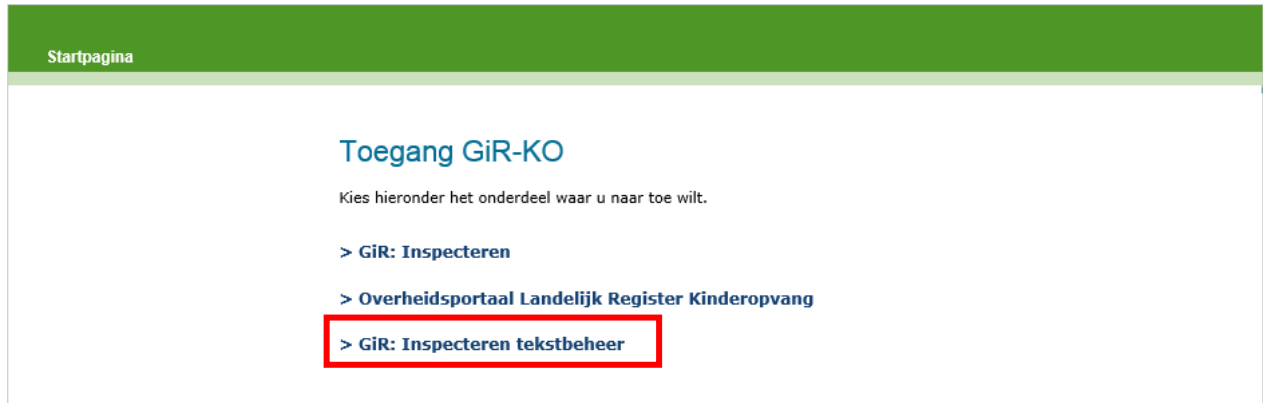 Startpagina
Toegang GiR-KO
Kies hieronder het onderdeel waar u naar toe wilt.
> GiR: Inspecteren
> Overheidsportaal Landelijk Register Kinderopvang
> GiR: Inspecteren tekstbeheer